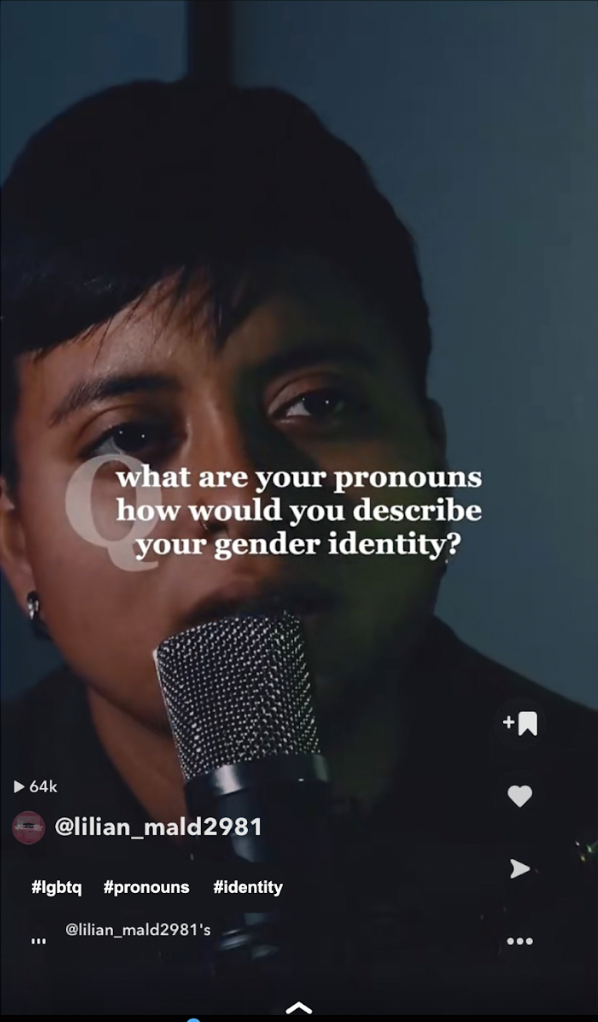 Q
what are your pronouns
how would you describe
your gender identity?
64k
@lilian_mald2981
#lgbtq #pronouns #identity
@lilian_mald2981's